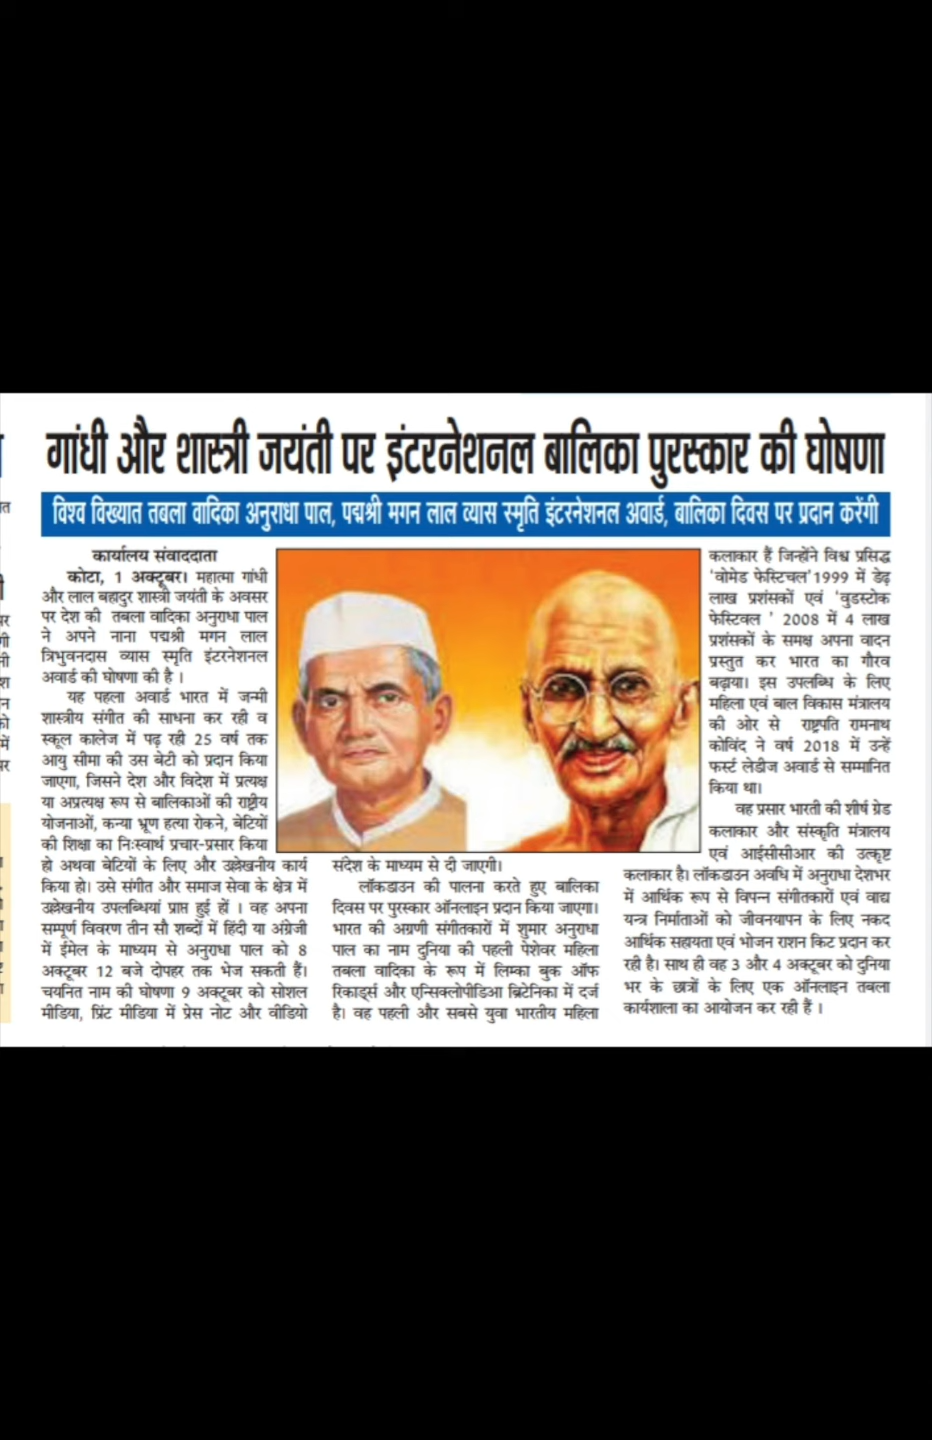 गांधी और शास्त्री जयंती पर इंटरनेशनल बालिका पुरस्कार की घोषणा
विश्व विख्यात तबला वादिका अनुराधा पाल, पद्मश्री मगन लाल व्यास स्मृति इंटरनेशनल अवार्ड, बालिका दिवस पर प्रदान करेंगी
कार्यालय संवाददाता
कोटा, 1 अक्टूबर। महात्मा गांधी
और लाल बहादुर शास्त्री जयंती के अवसर
पर देश की तबला वादिका अनुराधा पाल
ने अपने नाना पद्मश्री मगन लाल
त्रिभुवनदास व्यास स्मृति इंटरनेशनल
अवार्ड की घोषणा की है ।
यह पहला अवार्ड भारत में जन्मी
शास्त्रीय संगीत की साधना कर रही व
स्कूल कालेज में पढ़ रही 25 वर्ष तक
आयु सीमा की उस बेटी को प्रदान किया
जाएगा, जिसने देश और विदेश में प्रत्यक्ष
या अप्रत्यक्ष रूप से बालिकाओं की राष्ट्रीय
योजनाओं, कन्या भ्रूण हत्या रोकने, बेटियों
की शिक्षा का निःस्वार्थ प्रचार-प्रसार किया
हो अथवा बेटियों के लिए और उल्लेखनीय कार्य
किया हो। उसे संगीत और समाज सेवा के क्षेत्र में
उल्लेखनीय उपलब्धियां प्राप्त हुई हों । वह अपना
सम्पूर्ण विवरण तीन सौ शब्दों में हिंदी या अंग्रेजी
में ईमेल के माध्यम से अनुराधा पाल को 8
अक्टूबर 12 बजे दोपहर तक भेज सकती हैं।
चयनित नाम की घोषणा 9 अक्टूबर को सोशल
मीडिया, प्रिंट मीडिया में प्रेस नोट और वीडियो
संदेश के माध्यम से दी जाएगी।
लॉकडाउन की पालना करते हुए बालिका
दिवस पर पुरस्कार ऑनलाइन प्रदान किया जाएगा।
भारत की अग्रणी संगीतकारों में शुमार अनुराधा
पाल का नाम दुनिया की पहली पेशेवर महिला
तबला वादिका के रूप में लिम्का बुक ऑफ
रिकार्ड्स और एन्सिक्लोपीडिआ ब्रिटेनिका में दर्ज
है। वह पहली और सबसे युवा भारतीय महिला
कलाकार हैं जिन्होंने विश्व प्रसिद्ध
'वोमेड फेस्टिचल'1999 में डेढ़
लाख प्रशंसकों एवं 'वुडस्टोक
फेस्टिवल ' 2008 में 4 लाख
प्रशंसकों के समक्ष अपना वादन
प्रस्तुत कर भारत का गौरव
बढ़ाया। इस उपलब्धि के लिए
महिला एवं बाल विकास मंत्रालय
की ओर से राष्ट्रपति रामनाथ
कोविंद ने वर्ष 2018 में उन्हें
फर्स्ट लेडीज अवार्ड से सम्मानित
किया था।
वह प्रसार भारती की शीर्ष ग्रेड
कलाकार और संस्कृति मंत्रालय
एवं आईसीसीआर की उत्कृष्ट
कलाकार है। लॉकडाउन अवधि में अनुराधा देशभर
में आर्थिक रूप से विपन्न संगीतकारों एवं वाद्य
यन्त्र निर्माताओं को जीवनयापन के लिए नकद
आर्थिक सहायता एवं भोजन राशन किट प्रदान कर
रही है। साथ ही वह 3 और 4 अक्टूबर को दुनिया
भर के छात्रों के लिए एक ऑनलाइन तबला
कार्यशाला का आयोजन कर रही हैं ।